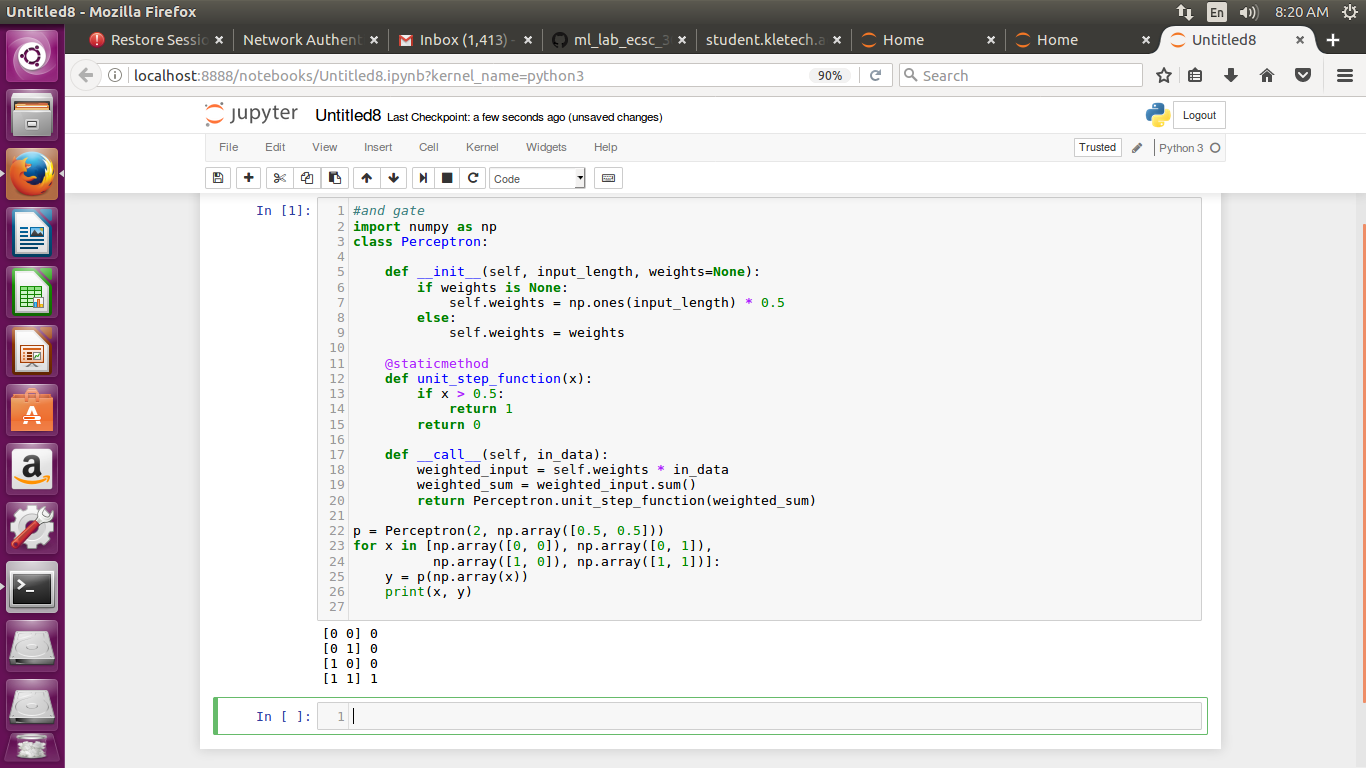 Untitled8 - Mozilla Firefox
En
8:20 AM
Restore Sessio
Network Authent
Inbox (1,413) -
ml_lab_ecsc_3
student.kletech.a
Home
Home
Untitled8
localhost:8888/notebooks/Untitled8.ipynb?kernel_name=python3
90%
Search
jupyter
Untitled8 Last Checkpoint: a few seconds ago (unsaved changes)
Logout
File Edit View Insert Cell Kernel Widgets Help
Trusted
Python 3
Code
In [1]:
1 #and gate
2 import numpy as np
3 class Perceptron:
4
5     def __init__(self, input_length, weights=None):
6         if weights is None:
7             self.weights = np.ones(input_length) * 0.5
8         else:
9             self.weights = weights
10
11     @staticmethod
12     def unit_step_function(x):
13         if x > 0.5:
14             return 1
15         return 0
16
17     def __call__(self, in_data):
18         weighted_input = self.weights * in_data
19         weighted_sum = weighted_input.sum()
20         return Perceptron.unit_step_function(weighted_sum)
21
22 p = Perceptron(2, np.array([0.5, 0.5]))
23 for x in [np.array([0, 0]), np.array([0, 1]),
24           np.array([1, 0]), np.array([1, 1])]:
25     y = p(np.array(x))
26     print(x, y)
27
[0 0] 0
[0 1] 0
[1 0] 0
[1 1] 1
In [ ]:
1